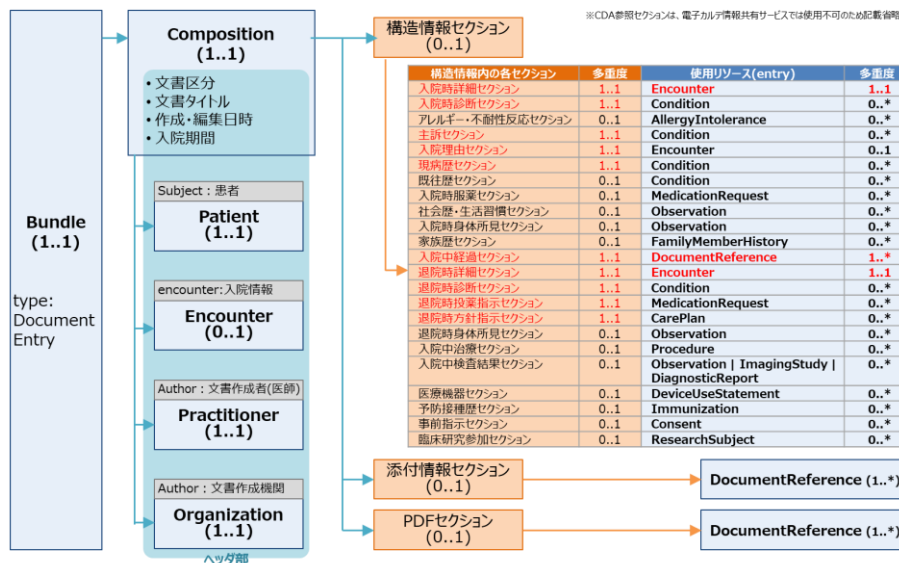 ※CDA参照セクションは、電子カルテ情報共有サービスでは使用不可のため記載省略
Bundle
(1..1)
type:
Document
Entry
Composition
(1..1)
• 文書区分
• 文書タイトル
• 作成・編集日時
• 入院期間
Subject：患者
Patient
(1..1)
encounter:入院情報
Encounter
(0..1)
Author：文書作成者(医師)
Practitioner
(1..1)
Author：文書作成機関
Organization
(1..1)
ヘッダ部
構造情報セクション
(0..1)
構造情報内の各セクション 多重度 使用リソース(entry) 多重度
入院時詳細セクション 1..1 Encounter 1..1
入院時診断セクション 1..1 Condition 0..*
アレルギー・不耐性反応セクション 0..1 AllergyIntolerance 0..*
主訴セクション 1..1 Condition 0..*
入院理由セクション 1..1 Encounter 0..1
現病歴セクション 1..1 Condition 0..*
既往歴セクション 0..1 Condition 0..*
入院時服薬セクション 0..1 MedicationRequest 0..*
社会歴・生活習慣セクション 0..1 Observation 0..*
入院時身体所見セクション 0..1 Observation 0..*
家族歴セクション 0..1 FamilyMemberHistory 0..*
入院中経過セクション 1..1 DocumentReference 1..*
退院時詳細セクション 1..1 Encounter 1..1
退院時診断セクション 1..1 Condition 0..*
退院時投薬指示セクション 1..1 MedicationRequest 0..*
退院時方針指示セクション 1..1 CarePlan 0..*
退院時身体所見セクション 0..1 Observation 0..*
入院中治療セクション 0..1 Procedure 0..*
入院中検査結果セクション 0..1 Observation | ImagingStudy | 0..*
DiagnosticReport
医療機器セクション 0..1 DeviceUseStatement 0..*
予防接種歴セクション 0..1 Immunization 0..*
事前指示セクション 0..1 Consent 0..*
臨床研究参加セクション 0..1 ResearchSubject 0..*
添付情報セクション
(0..1)
DocumentReference (1..*)
PDFセクション
(0..1)
DocumentReference (1..*)